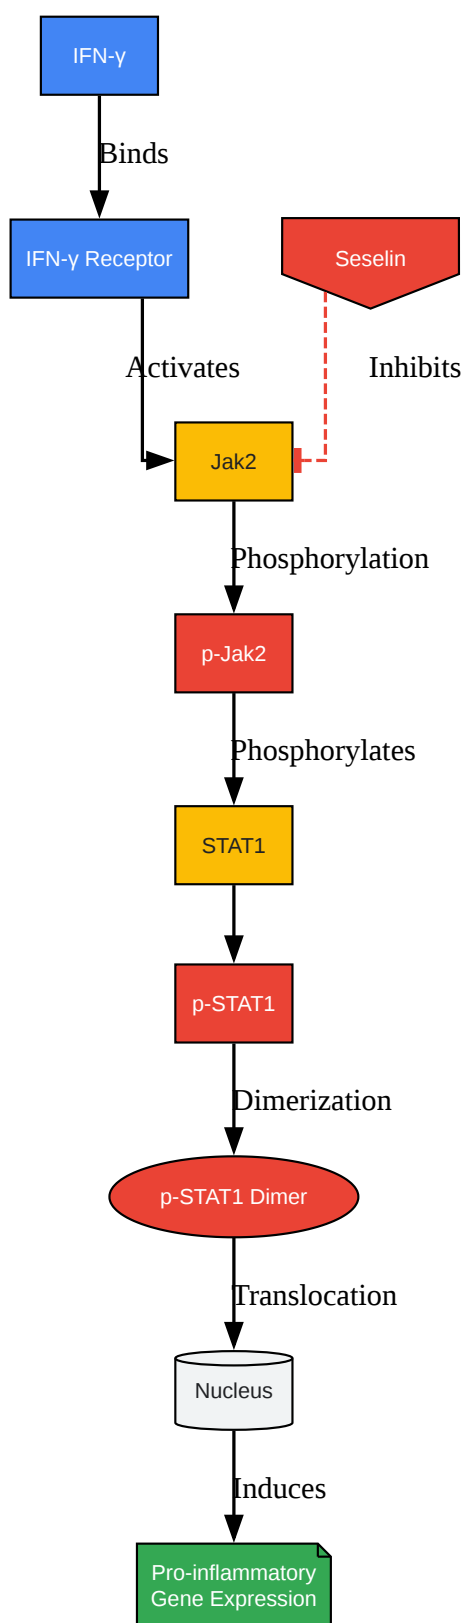 IFN-γ
Binds
IFN-γ Receptor
Seselin
Activates
Inhibits
Jak2
Phosphorylation
p-Jak2
Phosphorylates
STAT1
p-STAT1
Dimerization
p-STAT1 Dimer
Translocation
Nucleus
Induces
Pro-inflammatory
Gene Expression